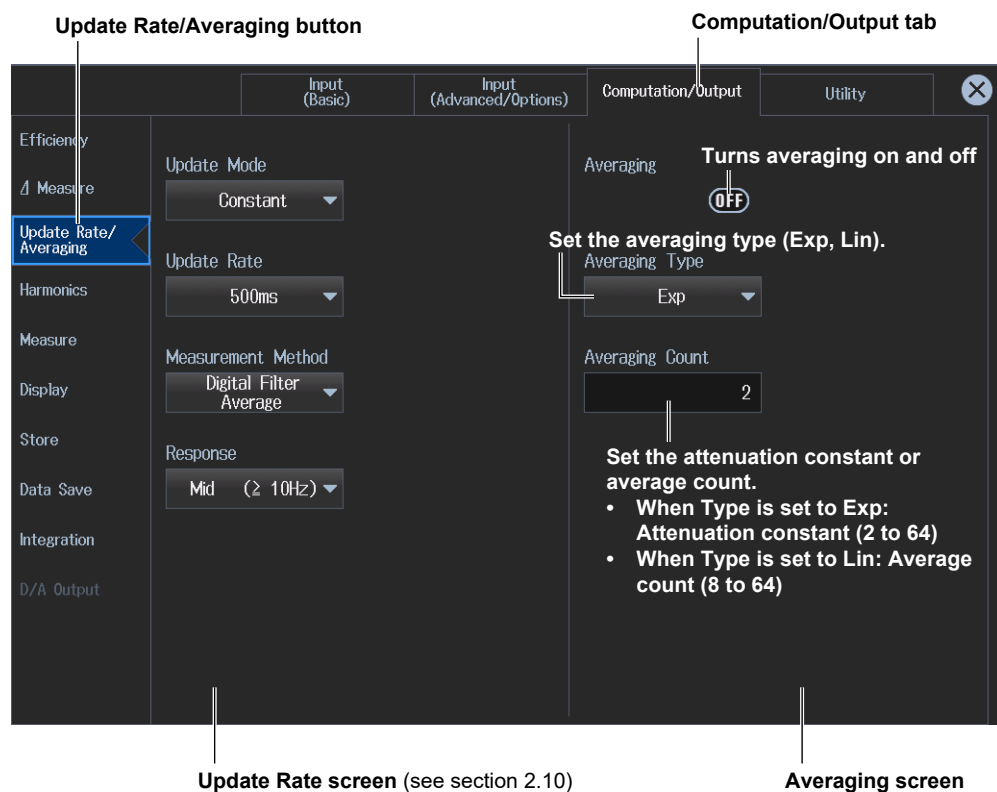 Update Rate/Averaging button
Computation/Output tab
Input
(Basic)
Input
(Advanced/Options)
Computation/Output
Utility
Efficiency
Δ Measure
Update Rate/
Averaging
Harmonics
Measure
Display
Store
Data Save
Integration
D/A Output
Update Mode
Constant
Update Rate
500ms
Measurement Method
Digital Filter
Average
Response
Mid (≧ 10Hz)
Averaging
Turns averaging on and off
OFF
Set the averaging type (Exp, Lin).
Averaging Type
Exp
Averaging Count
2
Set the attenuation constant or
average count.
• When Type is set to Exp:
Attenuation constant (2 to 64)
• When Type is set to Lin: Average
count (8 to 64)
Update Rate screen (see section 2.10)
Averaging screen